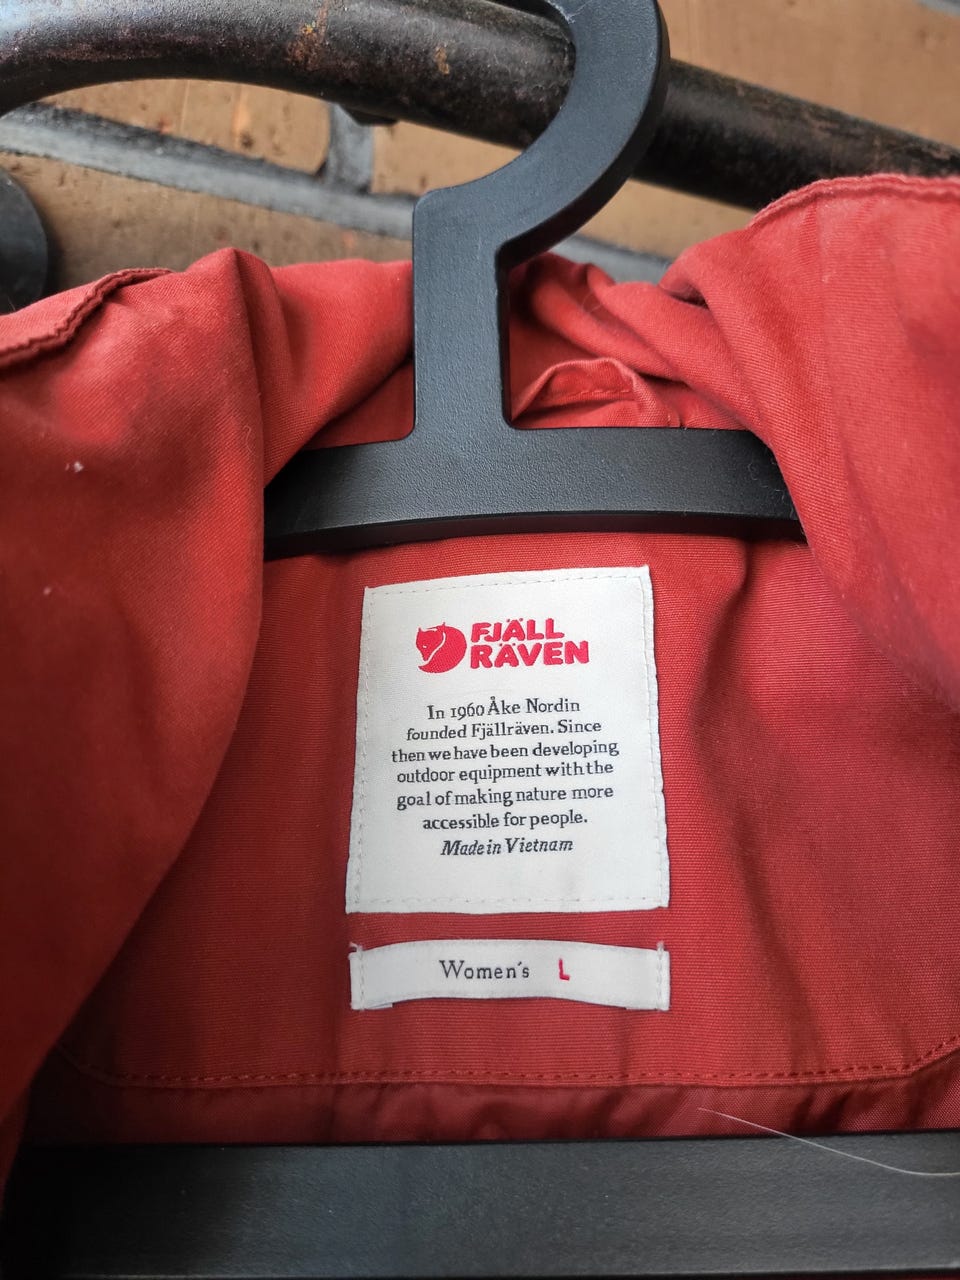 FJÄLL
RÄVEN
In 1960 Åke Nordin
founded Fjällräven. Since
then we have been developing
outdoor equipment with the
goal of making nature more
accessible for people.
Made in Vietnam
Women's L